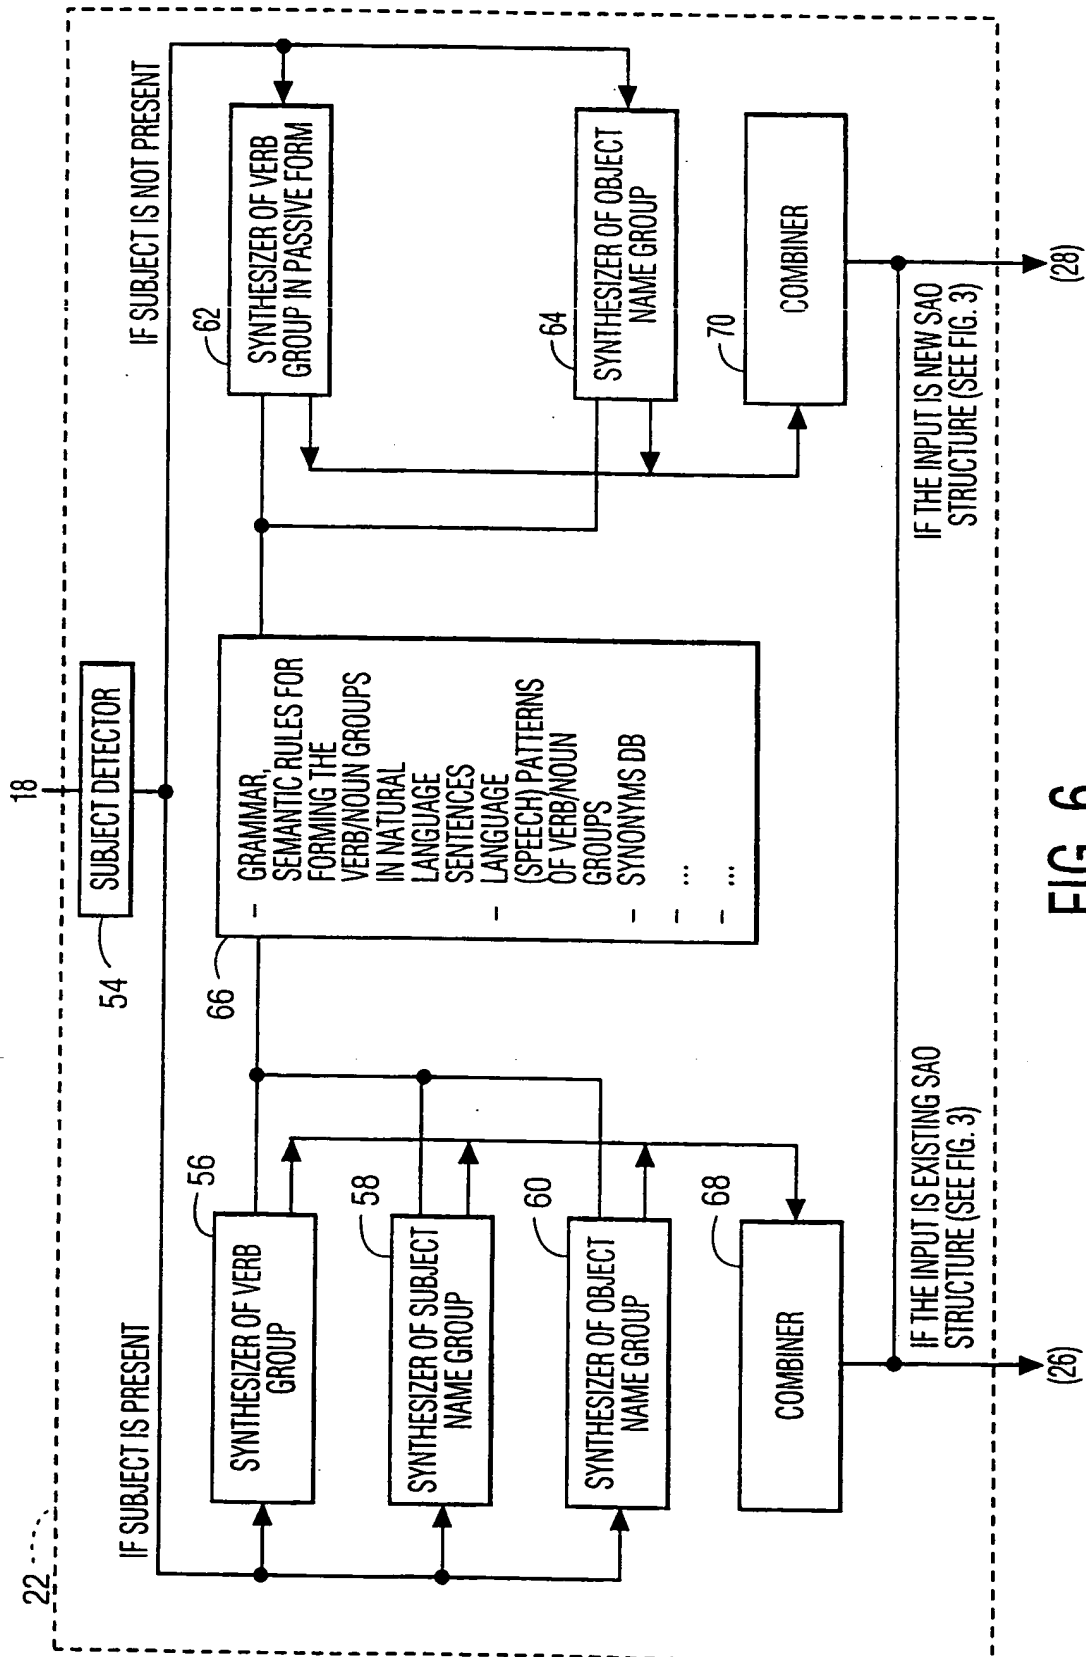 22
18
SUBJECT DETECTOR
54
IF SUBJECT IS PRESENT
IF SUBJECT IS NOT PRESENT
56
SYNTHESIZER OF VERB
GROUP
58
SYNTHESIZER OF SUBJECT
NAME GROUP
60
SYNTHESIZER OF OBJECT
NAME GROUP
68
COMBINER
66
- GRAMMAR,
SEMANTIC RULES FOR
FORMING THE
VERB/NOUN GROUPS
IN NATURAL
LANGUAGE
SENTENCES
- LANGUAGE
(SPEECH) PATTERNS
OF VERB/NOUN
GROUPS
- SYNONYMS DB
- ...
- ...
62
SYNTHESIZER OF VERB
GROUP IN PASSIVE FORM
64
SYNTHESIZER OF OBJECT
NAME GROUP
70
COMBINER
IF THE INPUT IS EXISTING SAO
STRUCTURE (SEE FIG. 3)
IF THE INPUT IS NEW SAO
STRUCTURE (SEE FIG. 3)
(26)
(28)
FIG. 6